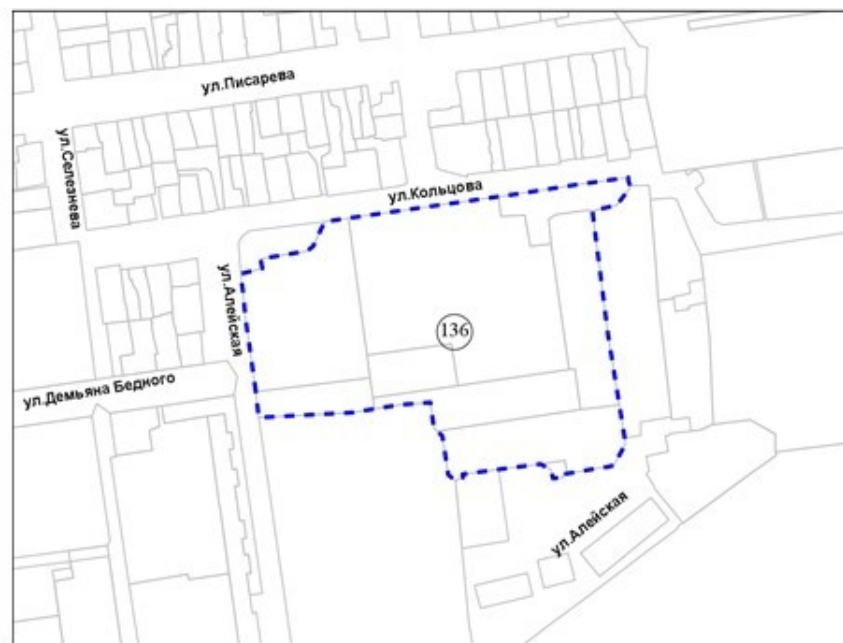 ул.Писарева
ул.Селезнева
ул.Кольцова
ул.Алейская
136
ул.Демьяна Бедного
ул.Алейская